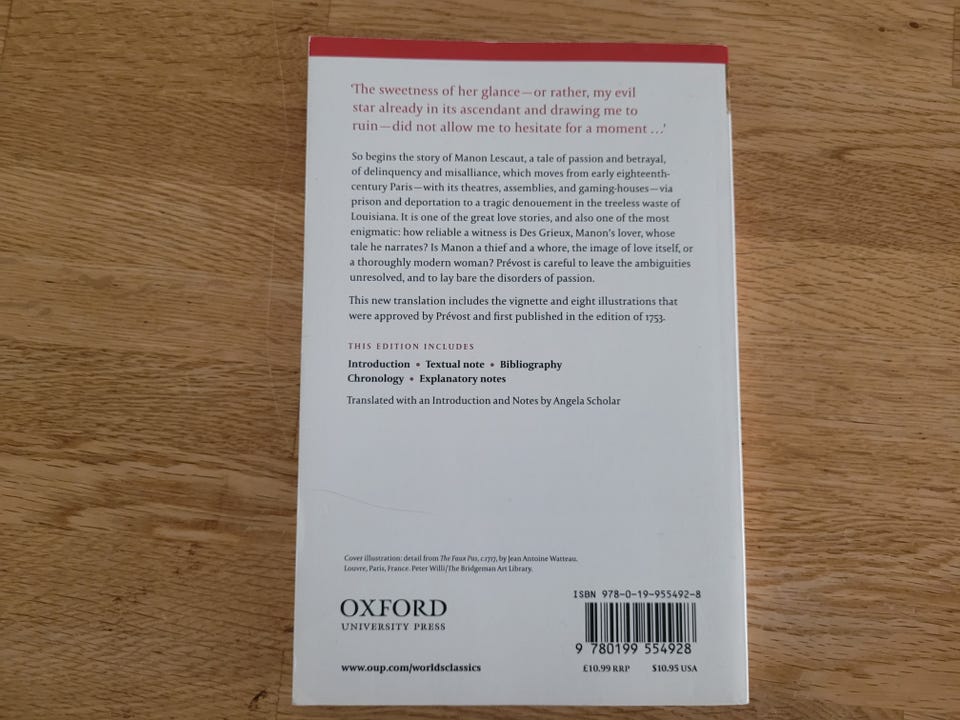 ‘The sweetness of her glance—or rather, my evil
star already in its ascendant and drawing me to
ruin—did not allow me to hesitate for a moment …’
So begins the story of Manon Lescaut, a tale of passion and betrayal,
of delinquency and misalliance, which moves from early eighteenth-
century Paris—with its theatres, assemblies, and gaming-houses—via
prison and deportation to a tragic denouement in the treeless waste of
Louisiana. It is one of the great love stories, and also one of the most
enigmatic: how reliable a witness is Des Grieux, Manon’s lover, whose
tale he narrates? Is Manon a thief and a whore, the image of love itself, or
a thoroughly modern woman? Prévost is careful to leave the ambiguities
unresolved, and to lay bare the disorders of passion.
This new translation includes the vignette and eight illustrations that
were approved by Prévost and first published in the edition of 1753.
THIS EDITION INCLUDES
Introduction • Textual note • Bibliography
Chronology • Explanatory notes
Translated with an Introduction and Notes by Angela Scholar
Cover illustration: detail from The Faux Pas, c.1717, by Jean Antoine Watteau.
Louvre, Paris, France. Peter Willi/The Bridgeman Art Library.
OXFORD
UNIVERSITY PRESS
www.oup.com/worldsclassics
ISBN 978-0-19-955492-8
9 780199 554928
£10.99 RRP $10.95 USA